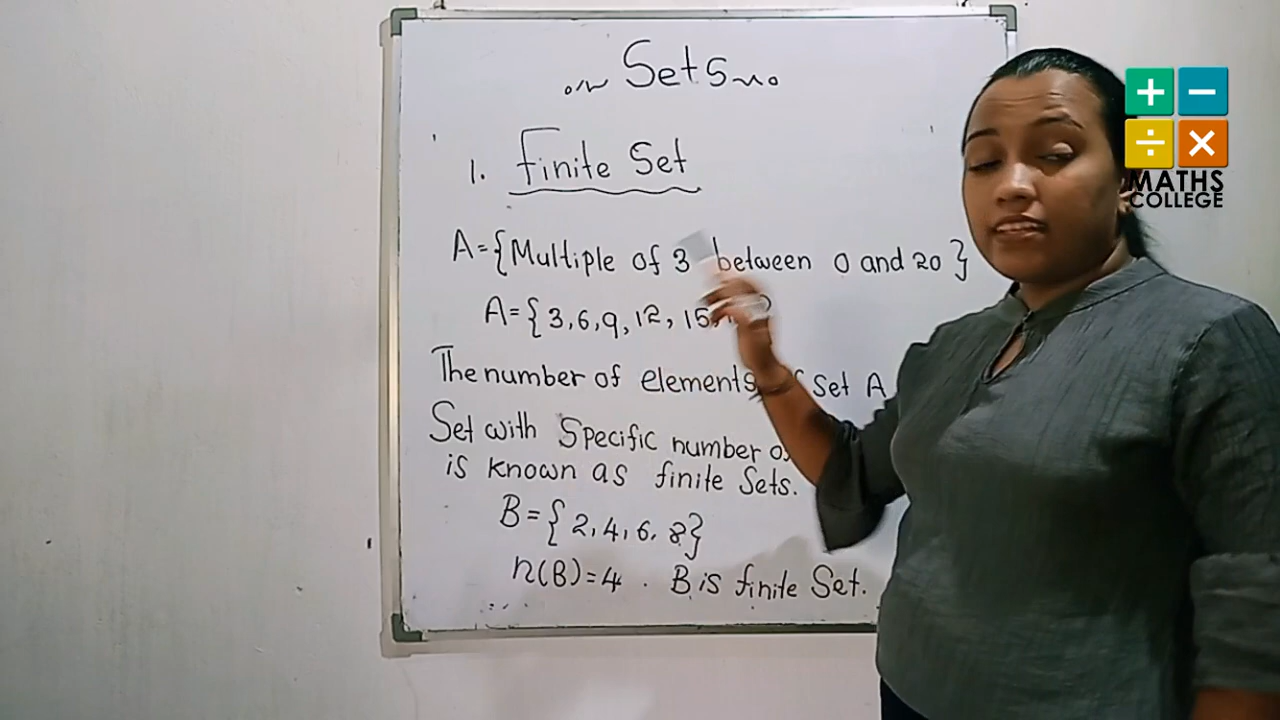 Sets
1. Finite Set
A={Multiple of 3 between 0 and 20}
A={3,6,9,12,15,
The number of elements of Set A
Set with Specific number of
is known as finite Sets.
B={2,4,6,8}
n(B)=4 . B is finite Set.
+ −
÷ ×
MATHS
COLLEGE